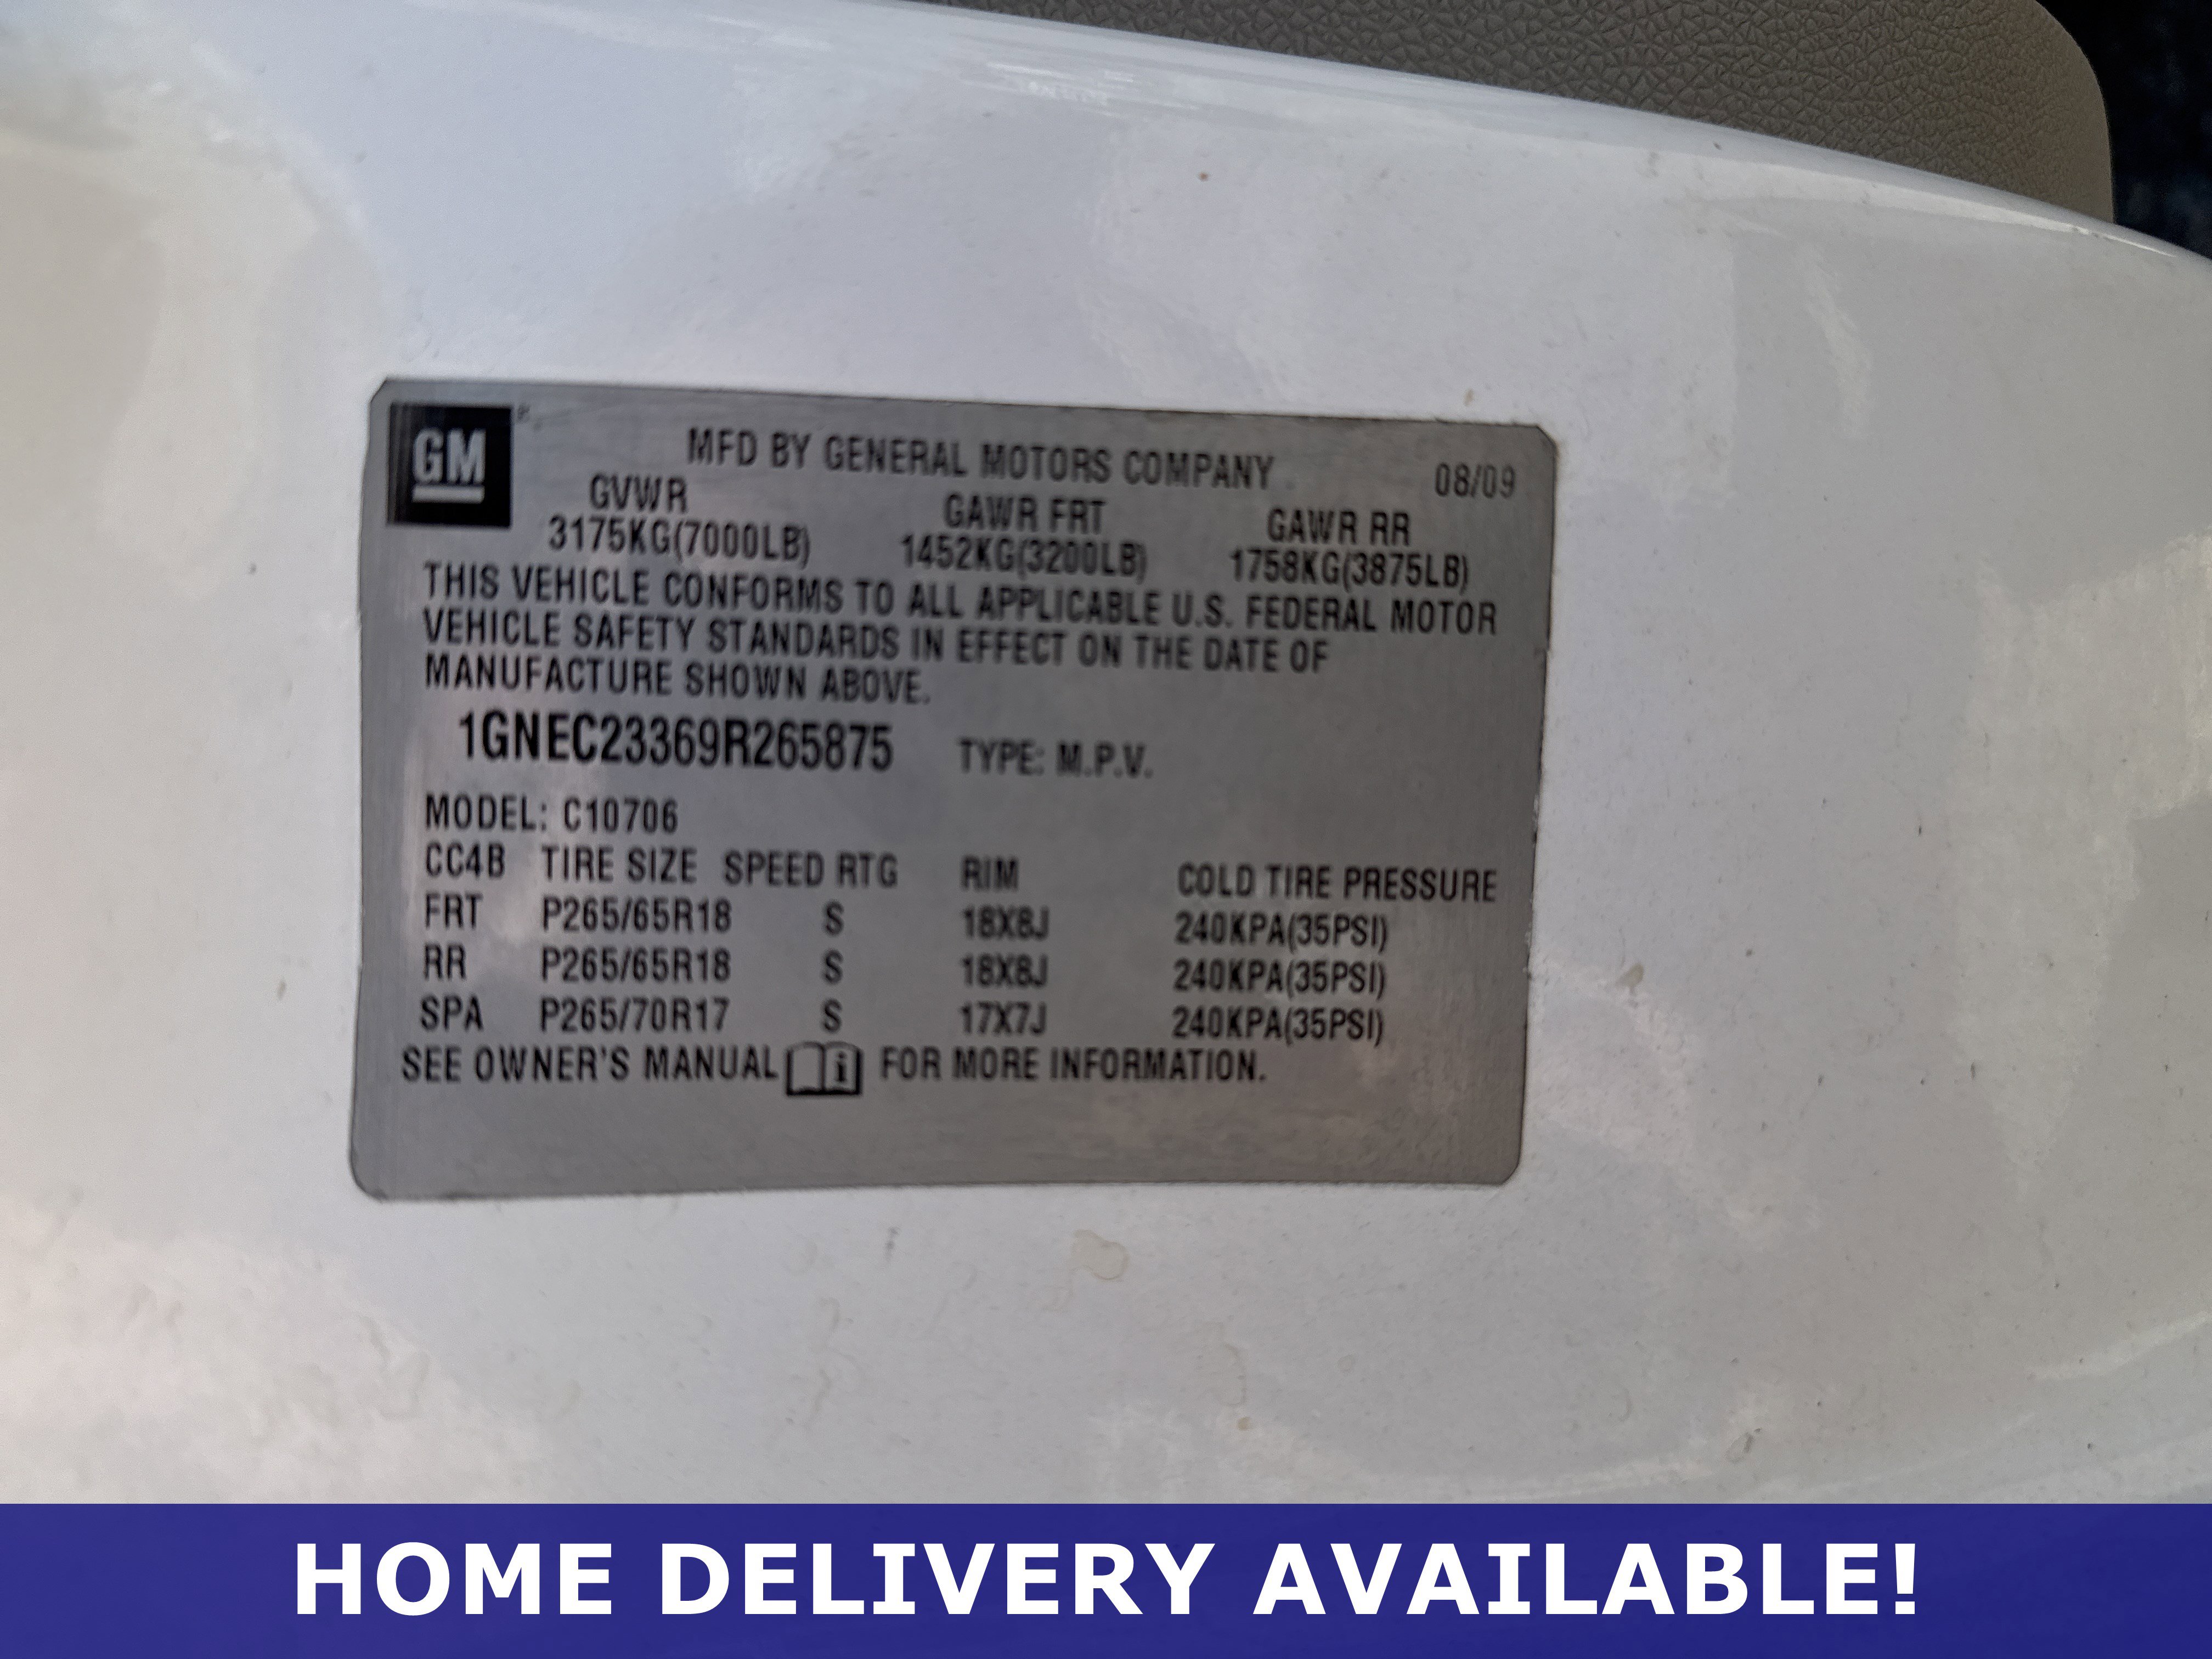 GM
MFD BY GENERAL MOTORS COMPANY 08/09
GVWR GAWR FRT GAWR RR
3175KG(7000LB) 1452KG(3200LB) 1758KG(3875LB)
THIS VEHICLE CONFORMS TO ALL APPLICABLE U.S. FEDERAL MOTOR
VEHICLE SAFETY STANDARDS IN EFFECT ON THE DATE OF
MANUFACTURE SHOWN ABOVE.
1GNEC23369R265875 TYPE: M.P.V.
MODEL: C10706
CC4B TIRE SIZE SPEED RTG RIM COLD TIRE PRESSURE
FRT P265/65R18 S 18X8J 240KPA(35PSI)
RR P265/65R18 S 18X8J 240KPA(35PSI)
SPA P265/70R17 S 17X7J 240KPA(35PSI)
SEE OWNER'S MANUAL FOR MORE INFORMATION.
HOME DELIVERY AVAILABLE!